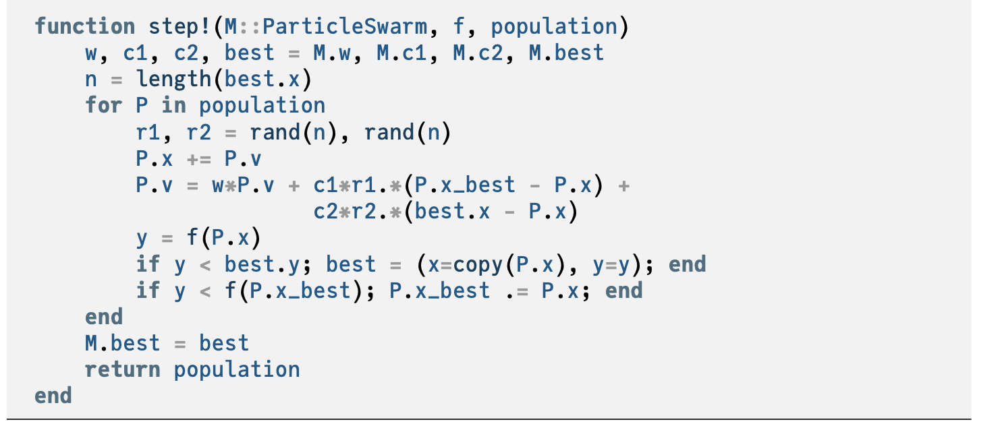 function step!(M::ParticleSwarm, f, population)
    w, c1, c2, best = M.w, M.c1, M.c2, M.best
    n = length(best.x)
    for P in population
        r1, r2 = rand(n), rand(n)
        P.x += P.v
        P.v = w*P.v + c1*r1.*(P.x_best - P.x) +
                      c2*r2.*(best.x - P.x)
        y = f(P.x)
        if y < best.y; best = (x=copy(P.x), y=y); end
        if y < f(P.x_best); P.x_best .= P.x; end
    end
    M.best = best
    return population
end